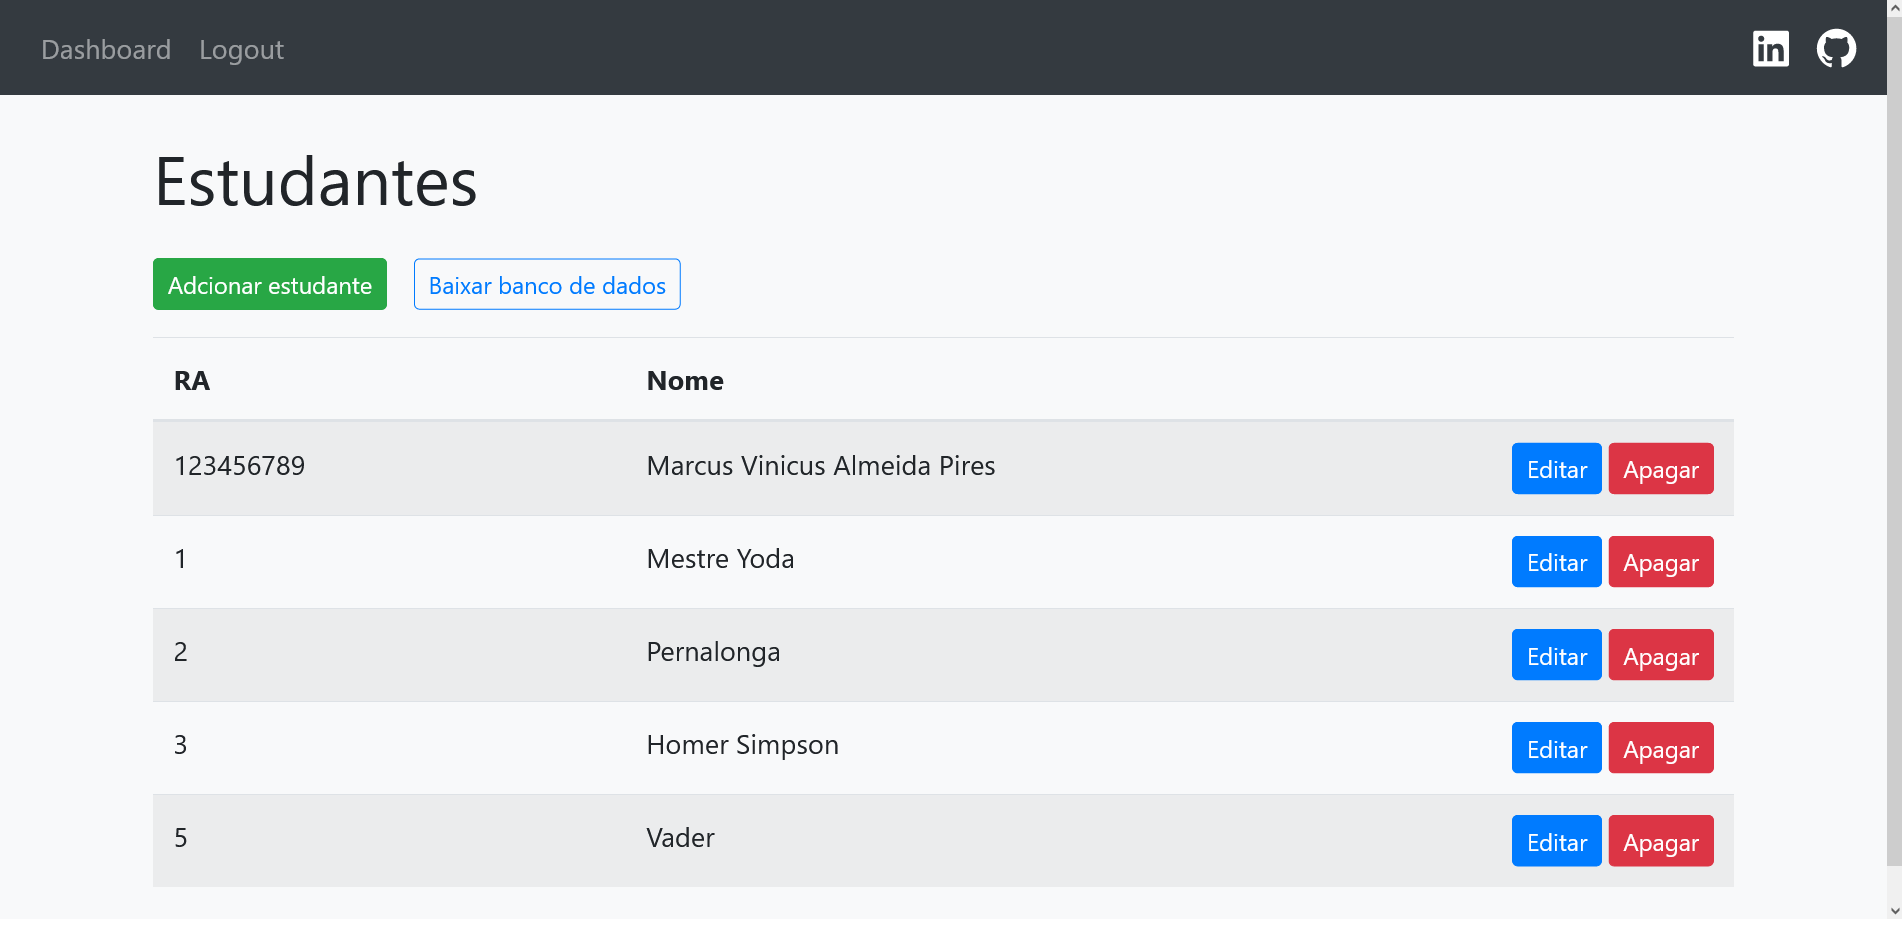 Dashboard Logout
Estudantes
Adcionar estudante Baixar banco de dados
RA Nome
123456789 Marcus Vinicus Almeida Pires Editar Apagar
1 Mestre Yoda Editar Apagar
2 Pernalonga Editar Apagar
3 Homer Simpson Editar Apagar
5 Vader Editar Apagar